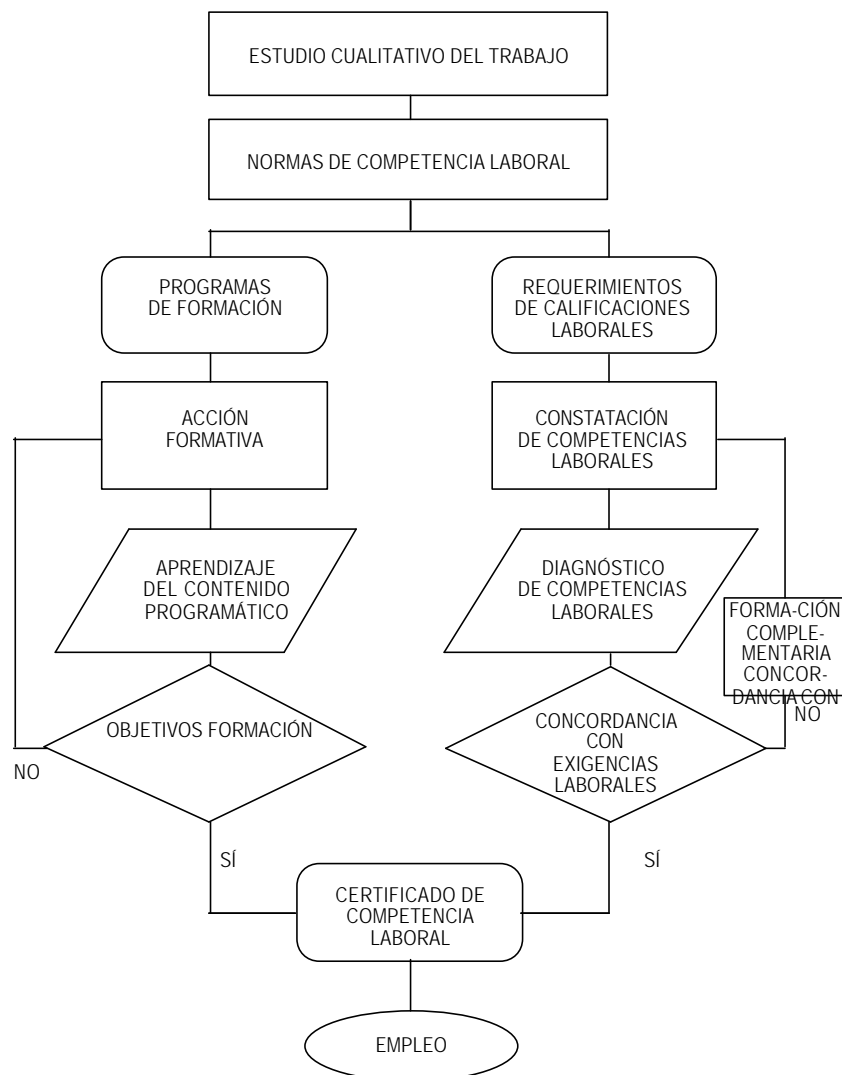 ESTUDIO CUALITATIVO DEL TRABAJO
NORMAS DE COMPETENCIA LABORAL
PROGRAMAS
DE FORMACIÓN
REQUERIMIENTOS
DE CALIFICACIONES
LABORALES
ACCIÓN
FORMATIVA
CONSTATACIÓN
DE COMPETENCIAS
LABORALES
APRENDIZAJE
DEL CONTENIDO
PROGRAMÁTICO
DIAGNÓSTICO
DE COMPETENCIAS
LABORALES
FORMA-CIÓN
COMPLE-
MENTARIA
CONCOR-
DANCIA CON
NO
OBJETIVOS FORMACIÓN
NO
CONCORDANCIA
CON
EXIGENCIAS
LABORALES
SÍ
SÍ
CERTIFICADO DE
COMPETENCIA
LABORAL
EMPLEO